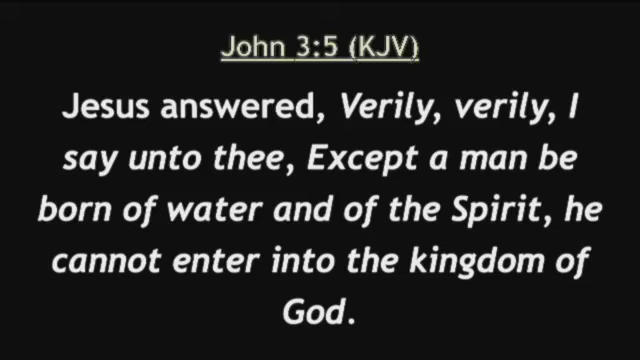 John 3:5 (KJV)
Jesus answered, Verily, verily, I
say unto thee, Except a man be
born of water and of the Spirit, he
cannot enter into the kingdom of
God.